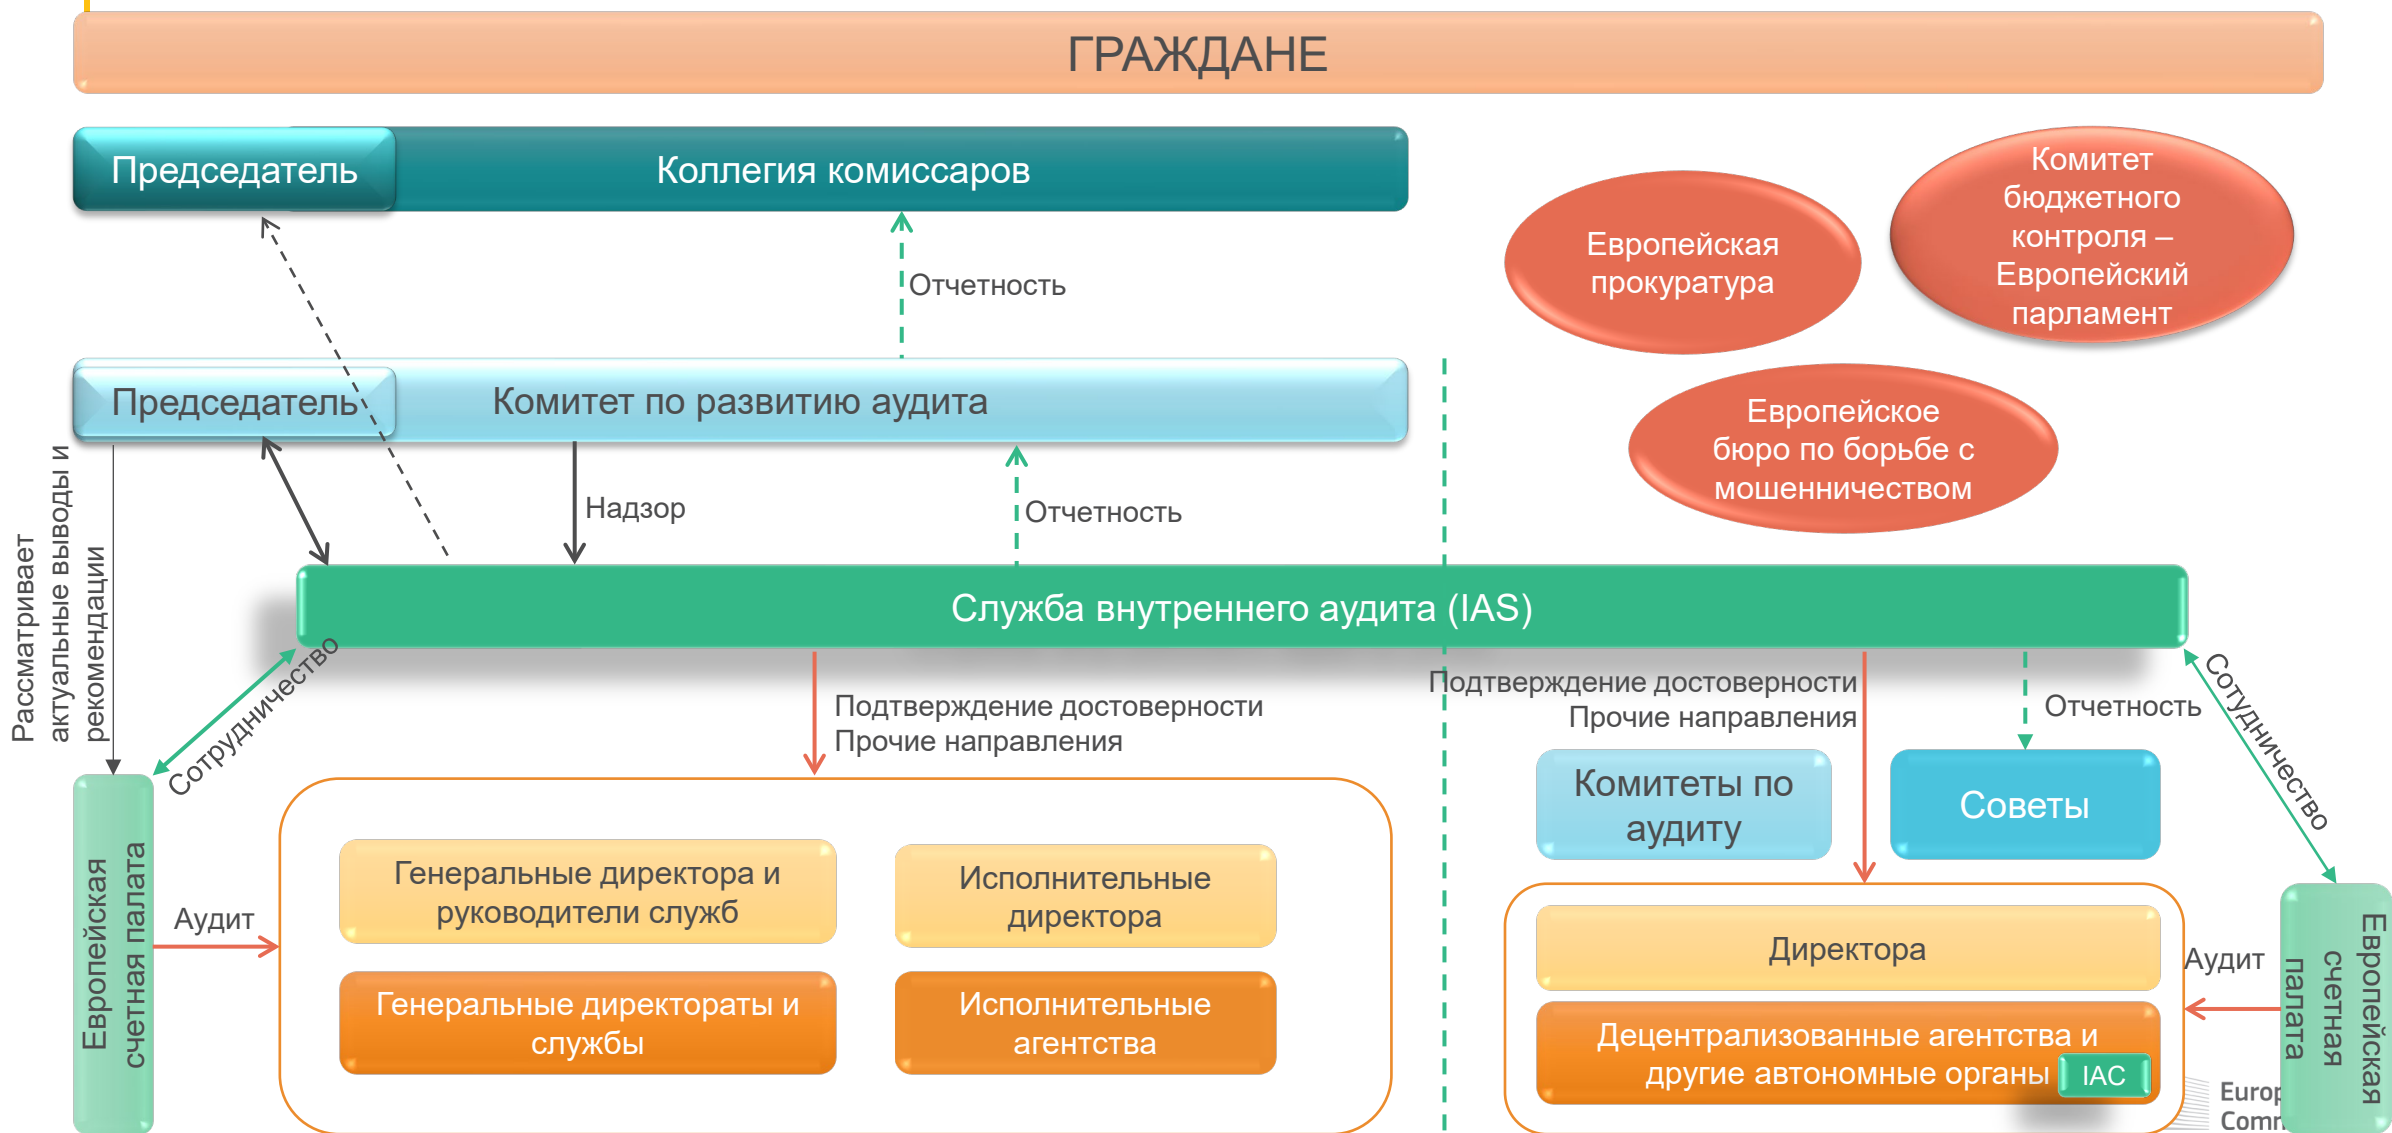 ГРАЖДАНЕ
Председатель
Коллегия комиссаров
Комитет
бюджетного
контроля –
Европейский
парламент
Европейская
прокуратура
Отчетность
Председатель
Комитет по развитию аудита
Европейское
бюро по борьбе с
мошенничеством
Рассматривает
актуальные выводы и
рекомендации
Надзор
Отчетность
Служба внутреннего аудита (IAS)
Сотрудничество
Подтверждение достоверности
Прочие направления
Подтверждение достоверности
Прочие направления
Отчетность
Сотудничество
Комитеты по
аудиту
Советы
Европейская
счетная палата
Аудит
Генеральные директора и
руководители служб
Исполнительные
директора
Генеральные директораты и
службы
Исполнительные
агентства
Директора
Децентрализованные агентства и
другие автономные органы
IAC
Аудит
Европейская
счетная
палата